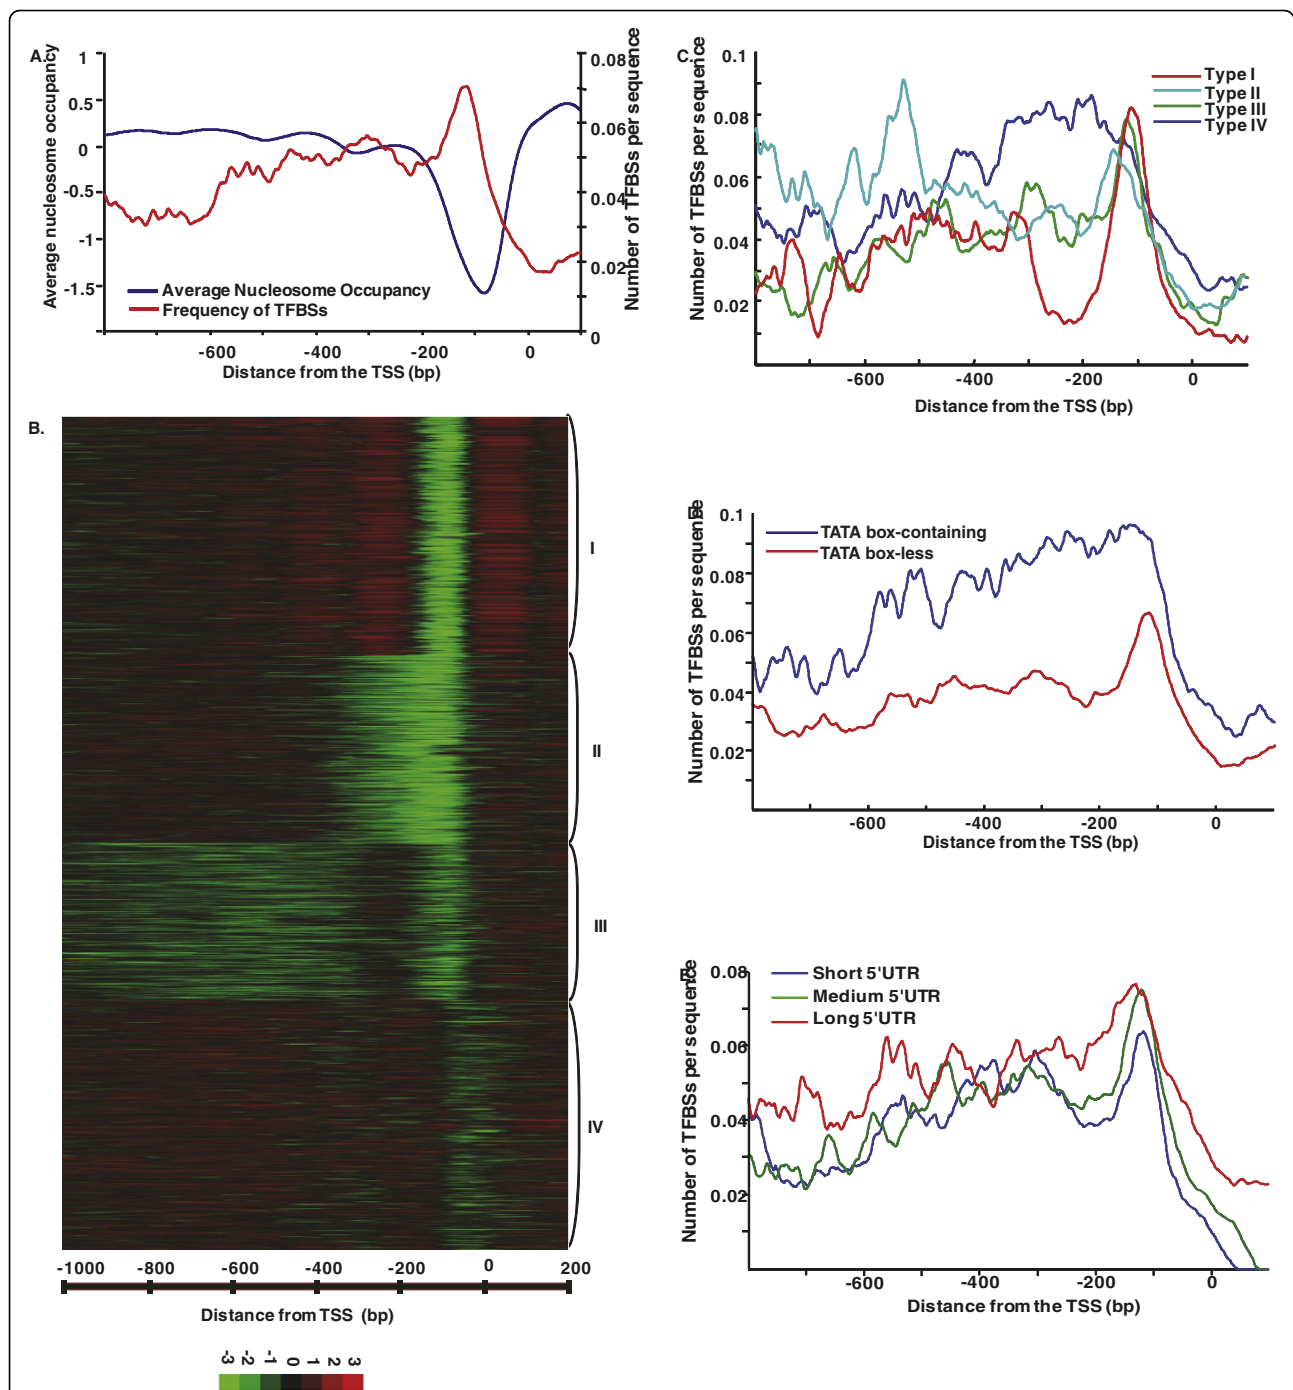 A.
Average nucleosome occupancy
1
0.5
0
-0.5
-1
-1.5
Number of TFBSs per sequence
0.08
0.06
0.04
0.02
0
Average Nucleosome Occupancy
Frequency of TFBSs
-600
-400
-200
0
Distance from the TSS (bp)
B.
I
II
III
IV
-1000
-800
-600
-400
-200
0
200
Distance from TSS (bp)
-3
-2
-1
0
1
2
3
C.
Number of TFBSs per sequence
0.1
0.08
0.06
0.04
0.02
Type I
Type II
Type III
Type IV
-600
-400
-200
0
Distance from the TSS (bp)
Number of TFBSs per sequence
0.1
0.08
0.06
0.04
0.02
TATA box-containing
TATA box-less
-600
-400
-200
0
Distance from the TSS (bp)
E.
Number of TFBSs per sequence
0.08
0.06
0.04
0.02
Short 5'UTR
Medium 5'UTR
Long 5'UTR
-600
-400
-200
0
Distance from the TSS (bp)